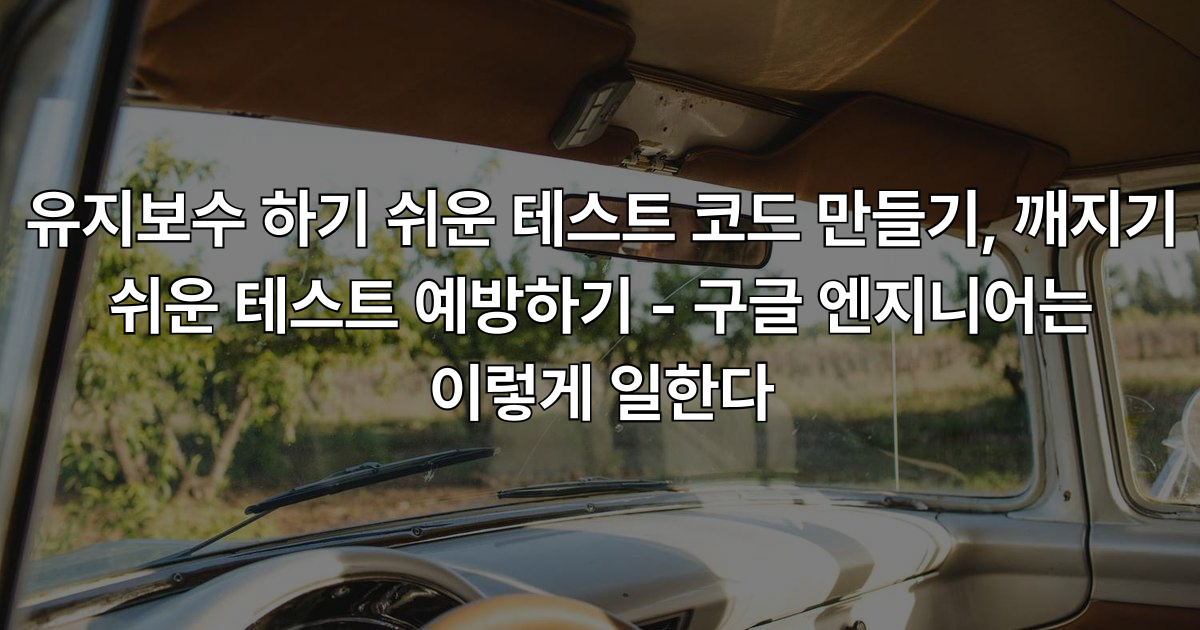 유지보수 하기 쉬운 테스트 코드 만들기, 깨지기
쉬운 테스트 예방하기 - 구글 엔지니어는
이렇게 일한다